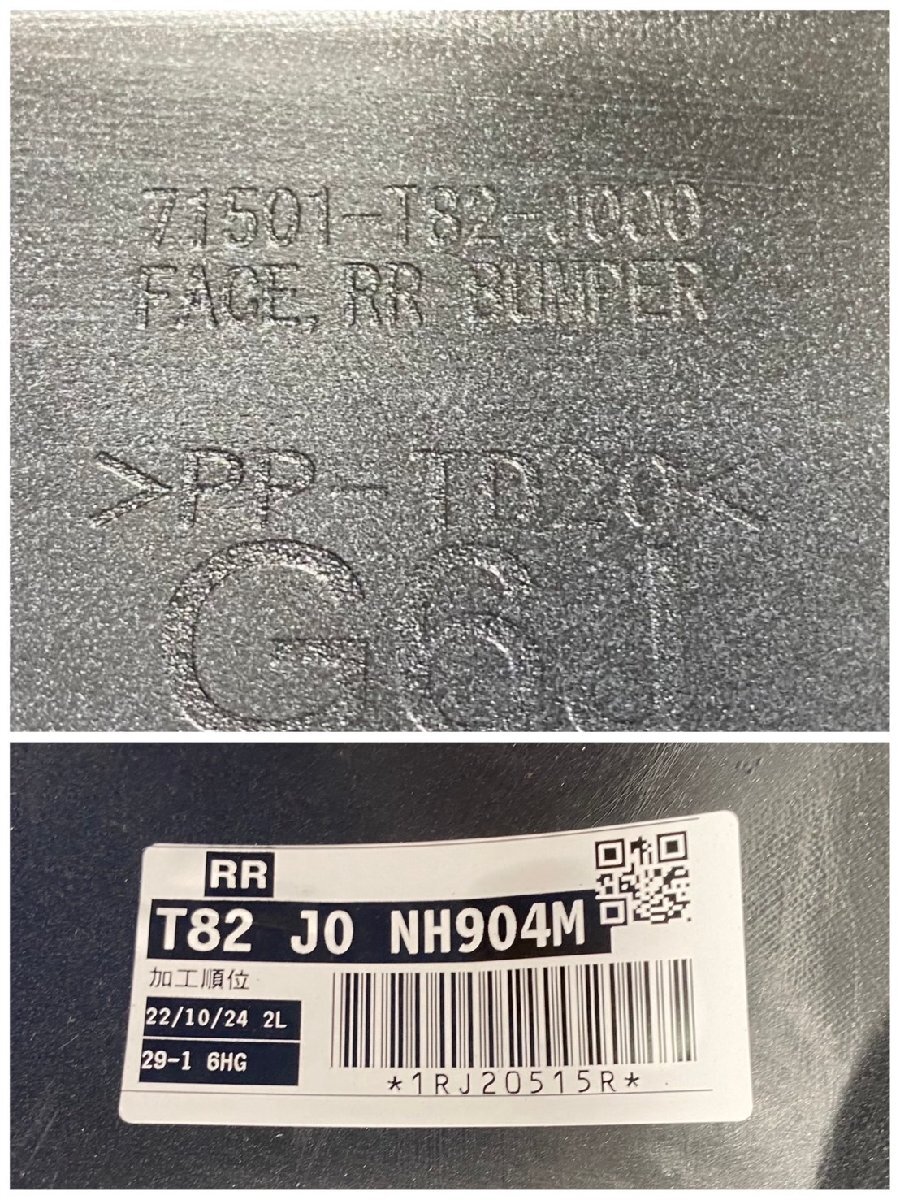 71501-T82-J000
FACE, RR BUMPER
>PP-TD20<
G6J
RR
T82 J0 NH904M
加工順位
22/10/24 2L
29-1 6HG
*1RJ20515R*